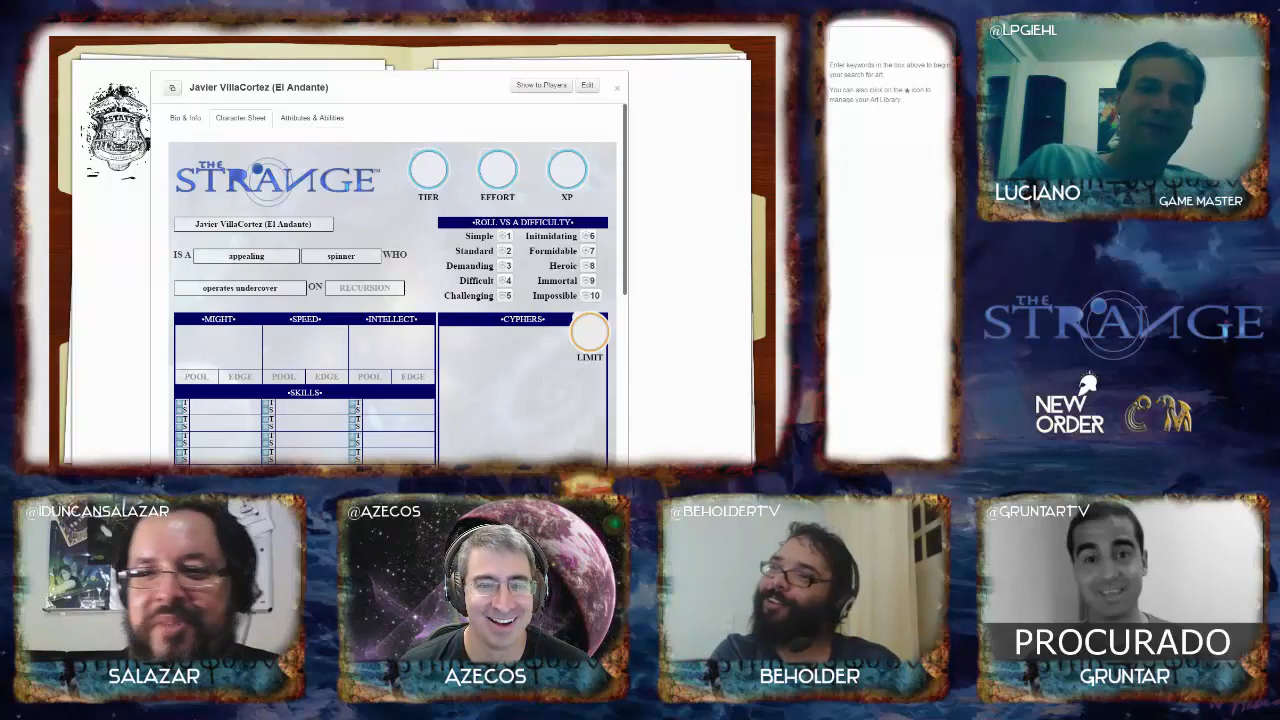 Javier VillaCortez (El Andante)
Show to Players
Edit
×
Bio & Info
Character Sheet
Attributes & Abilities
THE STRANGE
TIER
EFFORT
XP
Javier VillaCortez (El Andante)
IS A
appealing
spinner
WHO
operates undercover
ON
RECURSION
•ROLL VS A DIFFICULTY•
Simple 1
Intmidating 6
Standard 2
Formidable 7
Demanding 3
Heroic 8
Difficult 4
Immortal 9
Challenging 5
Impossible 10
•MIGHT•
•SPEED•
•INTELLECT•
•CYPHERS•
LIMIT
POOL
EDGE
POOL
EDGE
POOL
EDGE
•SKILLS•
T
S
T
S
T
S
T
S
T
S
T
S
T
S
T
S
T
S
T
S
T
S
T
S
Enter keywords in the box above to begin
your search for art.
You can also click on the ★ icon to
manage your Art Library
@LPGIEHL
LUCIANO
GAME MASTER
THE STRANGE
NEW
ORDER
@IDUNCANSALAZAR
SALAZAR
@AZECOS
AZECOS
@BEHOLDERTV
BEHOLDER
@GRUNTARTV
PROCURADO
GRUNTAR